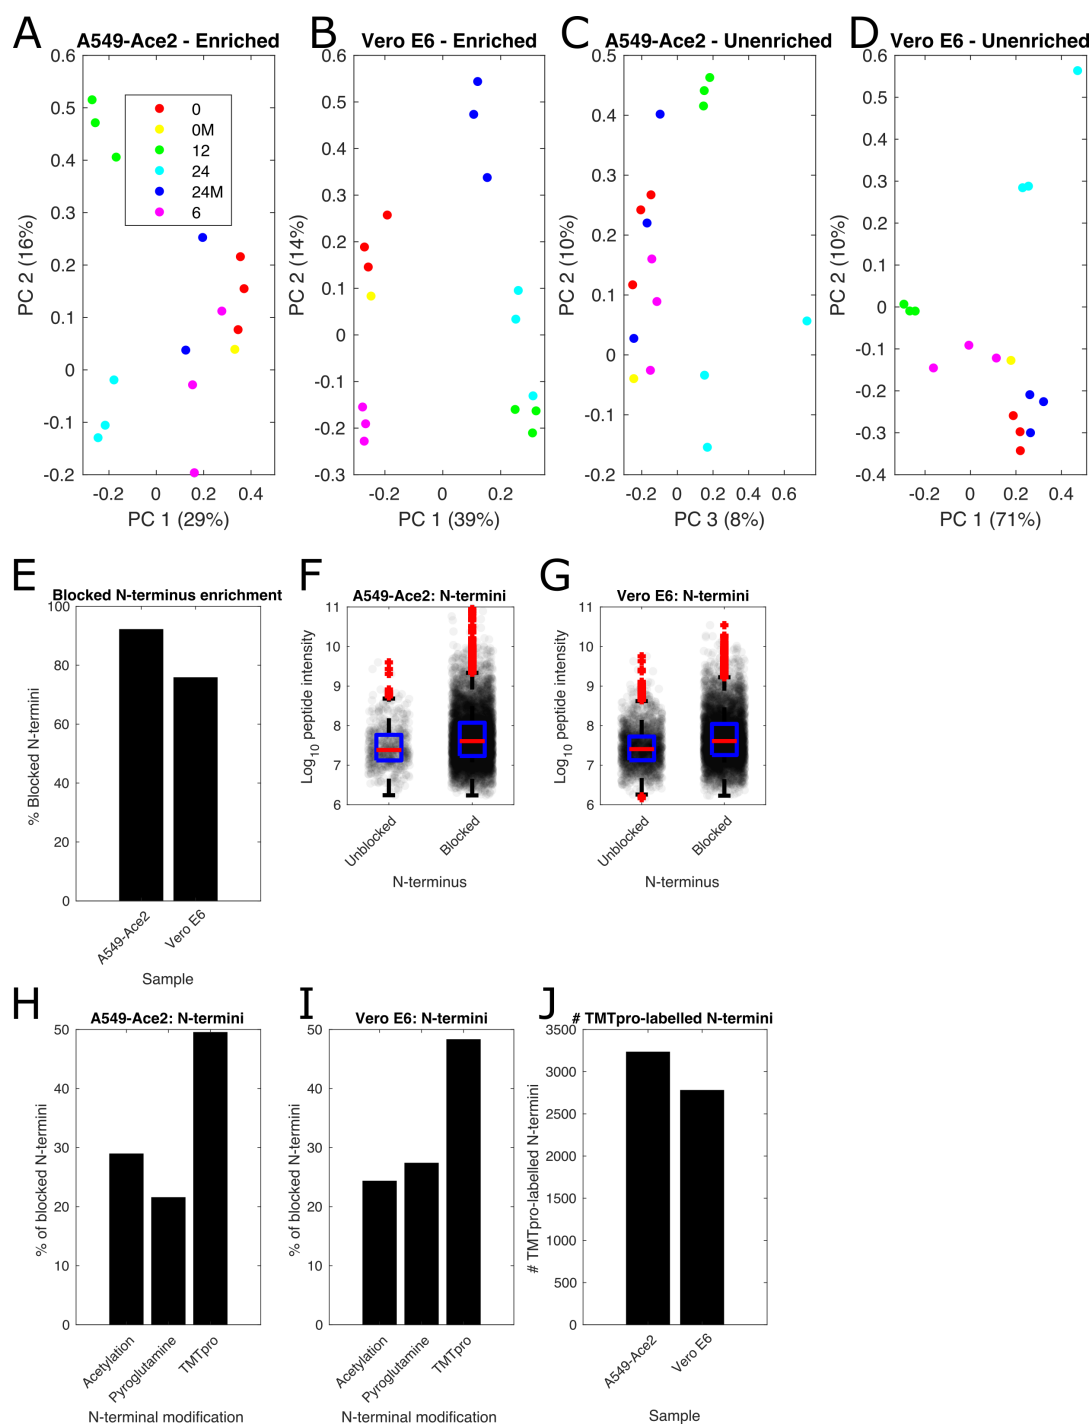 A
A549-Ace2 - Enriched
0.6
0.5
0.4
0.3
0.2
0.1
0
-0.1
-0.2
PC 2 (16%)
-0.2
0
0.2
0.4
PC 1 (29%)
0
0M
12
24
24M
6
B
Vero E6 - Enriched
0.6
0.5
0.4
0.3
0.2
0.1
0
-0.1
-0.2
-0.3
PC 2 (14%)
-0.2
0
0.2
PC 1 (39%)
C
A549-Ace2 - Unenriched
0.5
0.4
0.3
0.2
0.1
0
-0.1
-0.2
PC 2 (10%)
-0.2
0
0.2
0.4
0.6
PC 3 (8%)
D
Vero E6 - Unenriched
0.6
0.5
0.4
0.3
0.2
0.1
0
-0.1
-0.2
-0.3
-0.4
PC 2 (10%)
-0.2
0
0.2
0.4
PC 1 (71%)
E
Blocked N-terminus enrichment
100
80
60
40
20
0
% Blocked N-termini
A549-Ace2
Vero E6
Sample
F
A549-Ace2: N-termini
11
10
9
8
7
6
Log10 peptide intensity
Unblocked
Blocked
N-terminus
G
Vero E6: N-termini
11
10
9
8
7
6
Log10 peptide intensity
Unblocked
Blocked
N-terminus
H
A549-Ace2: N-termini
50
40
30
20
10
0
% of blocked N-termini
Acetylation
Pyroglutamine
TMTpro
N-terminal modification
I
Vero E6: N-termini
50
40
30
20
10
0
% of blocked N-termini
Acetylation
Pyroglutamine
TMTpro
N-terminal modification
J
# TMTpro-labelled N-termini
3500
3000
2500
2000
1500
1000
500
0
# TMTpro-labelled N-termini
A549-Ace2
Vero E6
Sample